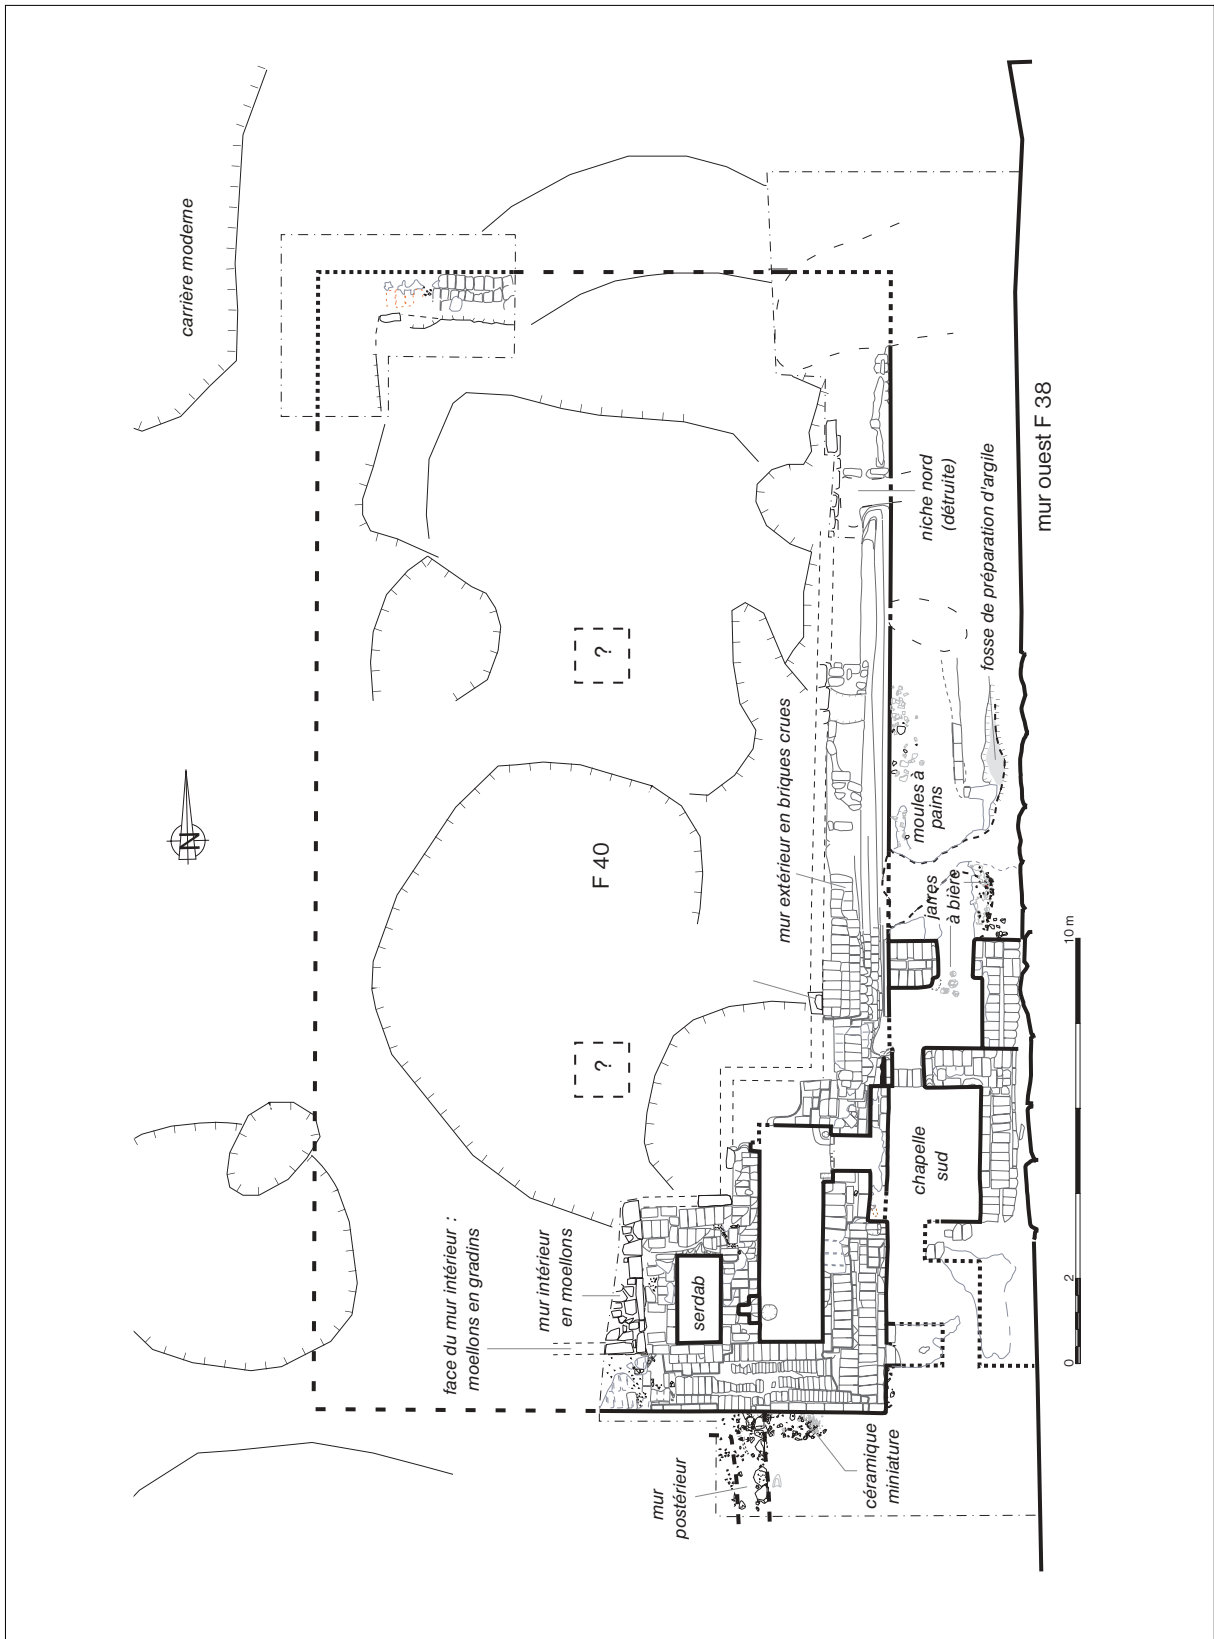 carrière moderne
N
face du mur intérieur :
moellons en gradins
mur intérieur
en moellons
serdab
mur
postérieur
céramique
miniature
F 40
?
?
mur extérieur en briques crues
chapelle
sud
jarres
à bière
moules à
pains
fosse de préparation d'argile
niche nord
(détruite)
mur ouest F 38
0
2
10 m